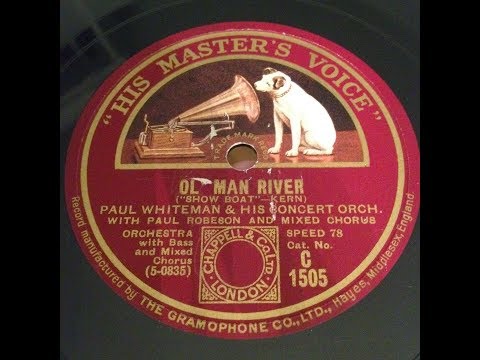 "HIS MASTER'S VOICE"
TRADE MARK
OL' MAN RIVER
("SHOW BOAT"—KERN)
PAUL WHITEMAN & HIS CONCERT ORCH.
WITH PAUL ROBESON AND MIXED CHORUS
ORCHESTRA
with Bass
and Mixed
Chorus
(5-0835)
CHAPPELL & CO. LTD.
LONDON
SPEED 78
Cat. No.
C
1505
Record manufactured by THE GRAMOPHONE CO., LTD., Hayes, Middlesex, England.